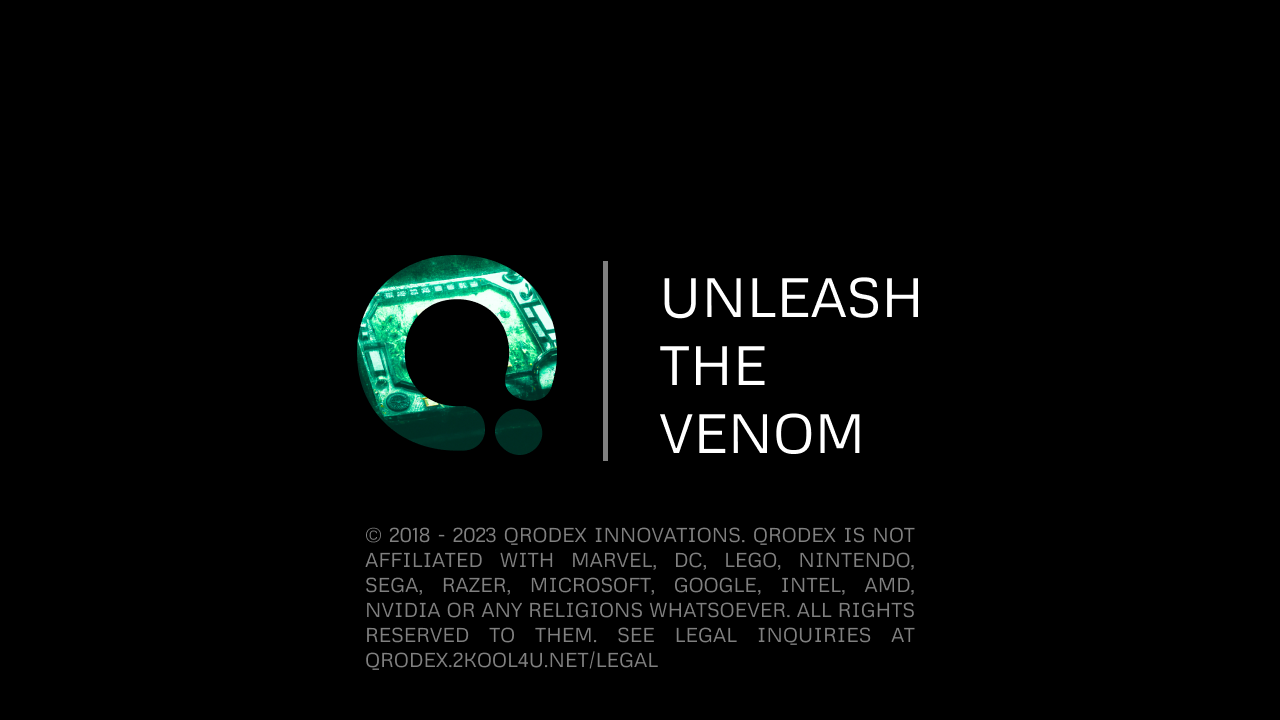 UNLEASH
THE
VENOM
© 2018 - 2023 QRODEX INNOVATIONS. QRODEX IS NOT
AFFILIATED WITH MARVEL, DC, LEGO, NINTENDO,
SEGA, RAZER, MICROSOFT, GOOGLE, INTEL, AMD,
NVIDIA OR ANY RELIGIONS WHATSOEVER. ALL RIGHTS
RESERVED TO THEM. SEE LEGAL INQUIRIES AT
QRODEX.2KOOL4U.NET/LEGAL